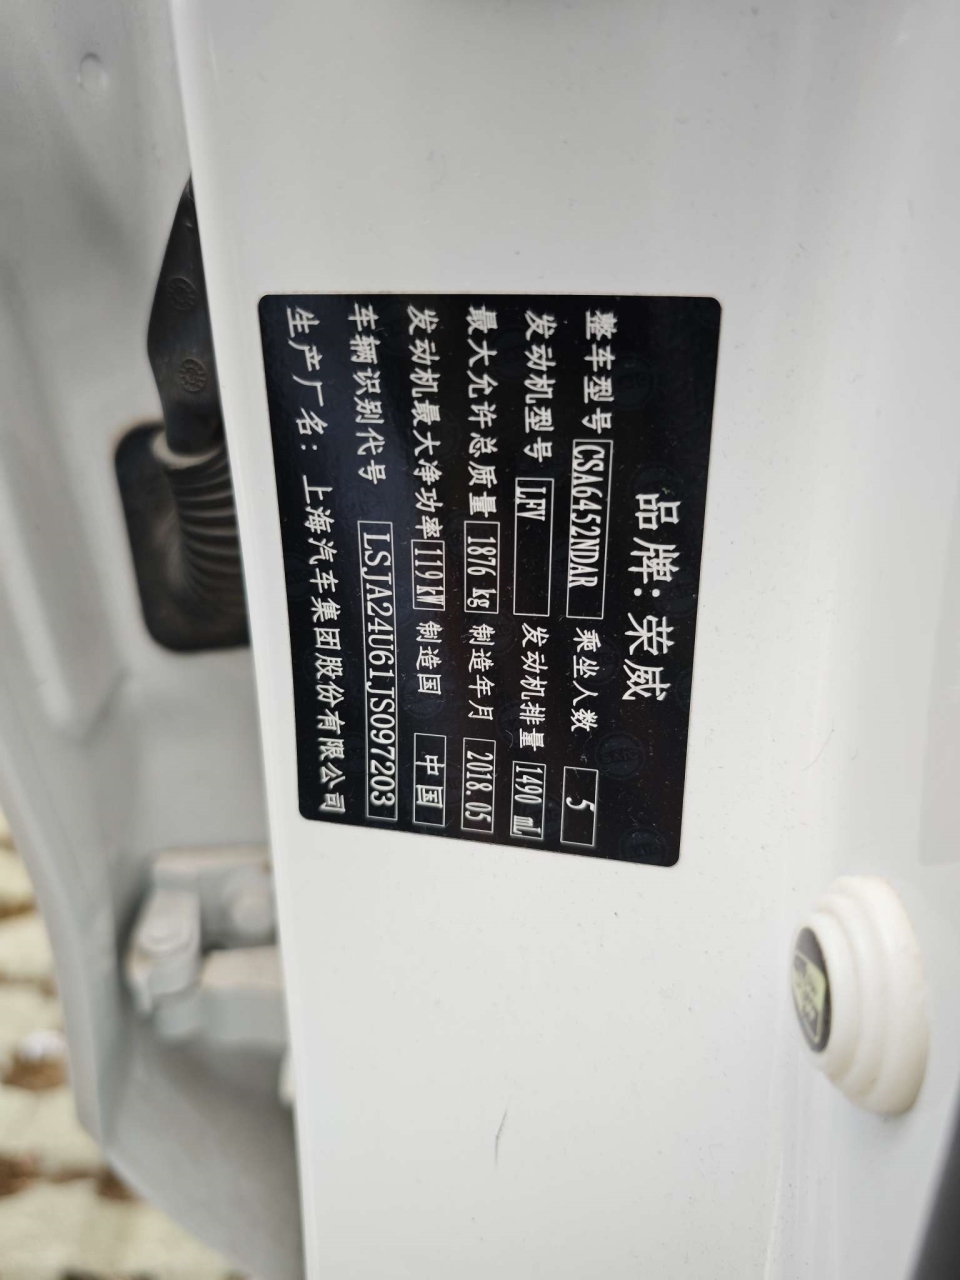 品牌: 荣威
整车型号 CSA6452NDAR 乘坐人数 5
发动机型号 LFV 发动机排量 1490 mL
最大允许总质量 1876 kg 制造年月 2018.05
发动机最大净功率 119 kW 制造国 中国
车辆识别代号 LSJA24U61JS097203
生产厂名: 上海汽车集团股份有限公司